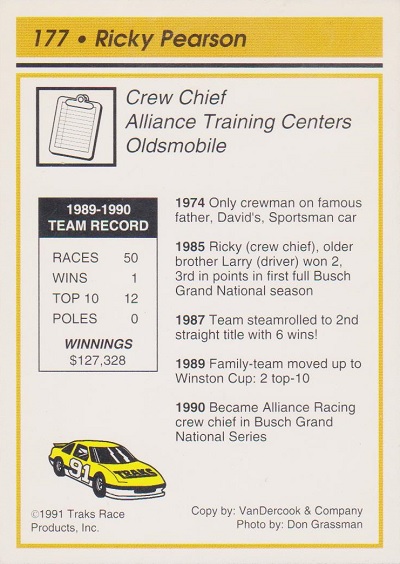 177 • Ricky Pearson
Crew Chief
Alliance Training Centers
Oldsmobile
1989-1990
TEAM RECORD
RACES 50
WINS 1
TOP 10 12
POLES 0
WINNINGS
$127,328
1974 Only crewman on famous
father, David's, Sportsman car
1985 Ricky (crew chief), older
brother Larry (driver) won 2,
3rd in points in first full Busch
Grand National season
1987 Team steamrolled to 2nd
straight title with 6 wins!
1989 Family-team moved up to
Winston Cup: 2 top-10
1990 Became Alliance Racing
crew chief in Busch Grand
National Series
91
TRAKS
©1991 Traks Race
Products, Inc.
Copy by: VanDercook & Company
Photo by: Don Grassman